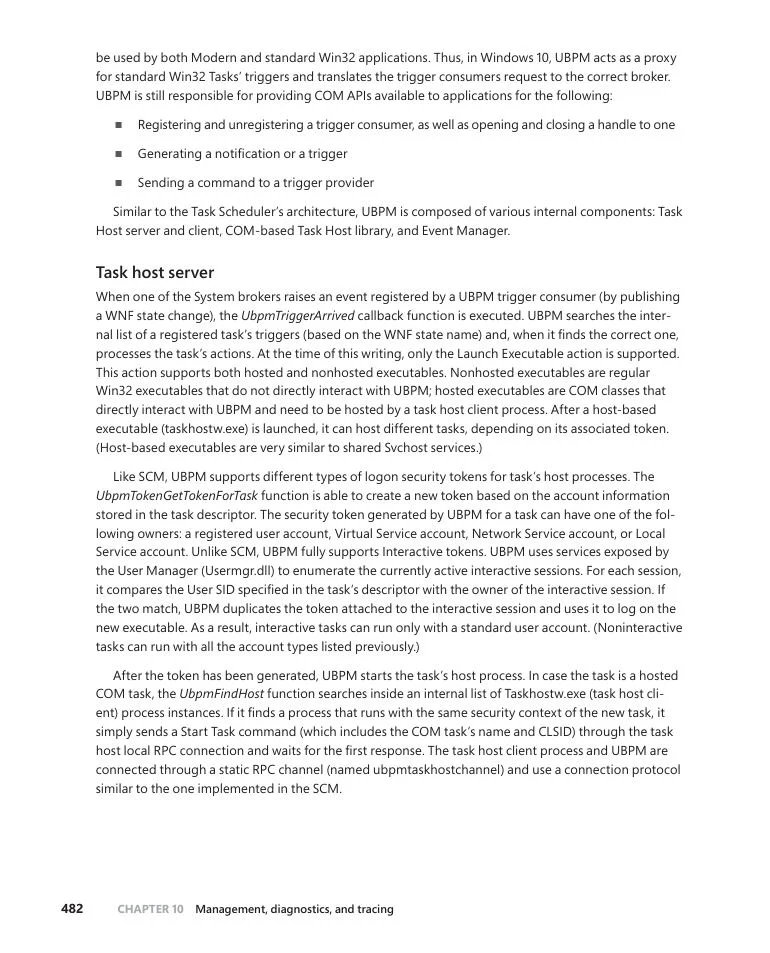 be used by both Modern and standard Win32 applications. Thus, in Windows 10, UBPM acts as a proxy
for standard Win32 Tasks’ triggers and translates the trigger consumers request to the correct broker.
UBPM is still responsible for providing COM APIs available to applications for the following:
■ Registering and unregistering a trigger consumer, as well as opening and closing a handle to one
■ Generating a notification or a trigger
■ Sending a command to a trigger provider
Similar to the Task Scheduler’s architecture, UBPM is composed of various internal components: Task
Host server and client, COM-based Task Host library, and Event Manager.
Task host server
When one of the System brokers raises an event registered by a UBPM trigger consumer (by publishing
a WNF state change), the UbpmTriggerArrived callback function is executed. UBPM searches the inter-
nal list of a registered task’s triggers (based on the WNF state name) and, when it finds the correct one,
processes the task’s actions. At the time of this writing, only the Launch Executable action is supported.
This action supports both hosted and nonhosted executables. Nonhosted executables are regular
Win32 executables that do not directly interact with UBPM; hosted executables are COM classes that
directly interact with UBPM and need to be hosted by a task host client process. After a host-based
executable (taskhostw.exe) is launched, it can host different tasks, depending on its associated token.
(Host-based executables are very similar to shared Svchost services.)
Like SCM, UBPM supports different types of logon security tokens for task’s host processes. The
UbpmTokenGetTokenForTask function is able to create a new token based on the account information
stored in the task descriptor. The security token generated by UBPM for a task can have one of the fol-
lowing owners: a registered user account, Virtual Service account, Network Service account, or Local
Service account. Unlike SCM, UBPM fully supports Interactive tokens. UBPM uses services exposed by
the User Manager (Usermgr.dll) to enumerate the currently active interactive sessions. For each session,
it compares the User SID specified in the task’s descriptor with the owner of the interactive session. If
the two match, UBPM duplicates the token attached to the interactive session and uses it to log on the
new executable. As a result, interactive tasks can run only with a standard user account. (Noninteractive
tasks can run with all the account types listed previously.)
After the token has been generated, UBPM starts the task’s host process. In case the task is a hosted
COM task, the UbpmFindHost function searches inside an internal list of Taskhostw.exe (task host cli-
ent) process instances. If it finds a process that runs with the same security context of the new task, it
simply sends a Start Task command (which includes the COM task’s name and CLSID) through the task
host local RPC connection and waits for the first response. The task host client process and UBPM are
connected through a static RPC channel (named ubpmtaskhostchannel) and use a connection protocol
similar to the one implemented in the SCM.
482 CHAPTER 10 Management, diagnostics, and tracing